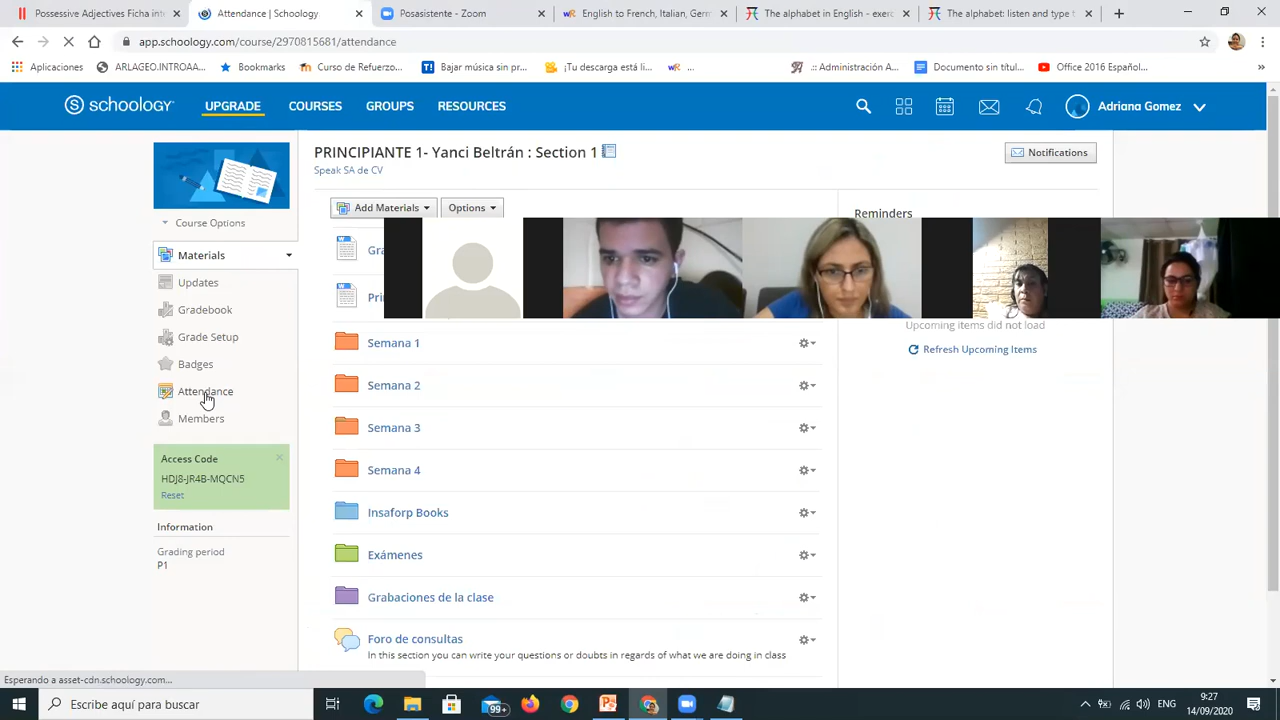 Possessive Adjectives Ficha inte
Attendance | Schoology
Posasistente - Zoom
English to French, Italian, Germ
The alphabet in English - exerc
The alphabet: listen and type t
app.schoology.com/course/2970815681/attendance
Aplicaciones
ARLAGEO.INTROAA...
Bookmarks
Curso de Refuerzo...
Bajar música sin pr...
¡Tu descarga está li...
.:: Administración A...
Documento sin títul...
Office 2016 Español...
schoology
UPGRADE
COURSES
GROUPS
RESOURCES
Adriana Gomez
PRINCIPIANTE 1- Yanci Beltrán : Section 1
Notifications
Speak SA de CV
Course Options
Add Materials
Options
Reminders
Materials
Gra
Updates
Pri
Gradebook
Upcoming items did not load
Grade Setup
Semana 1
Refresh Upcoming Items
Badges
Semana 2
Attendance
Members
Semana 3
Access Code
HDJ8-JR4B-MQCN5
Semana 4
Reset
Insaforp Books
Information
Grading period
Exámenes
P1
Grabaciones de la clase
Foro de consultas
In this section you can write your questions or doubts in regards of what we are doing in class
Esperando a asset-cdn.schoology.com...
Escribe aquí para buscar
99+
ENG
9:27
14/09/2020